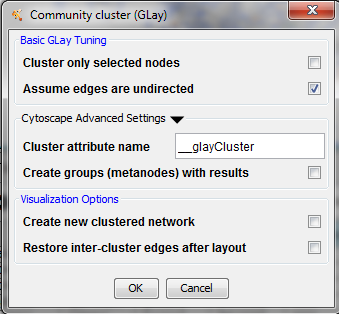 Community cluster (GLay)
Basic GLay Tuning
Cluster only selected nodes
Assume edges are undirected
Cytoscape Advanced Settings
Cluster attribute name __glayCluster
Create groups (metanodes) with results
Visualization Options
Create new clustered network
Restore inter-cluster edges after layout
OK Cancel